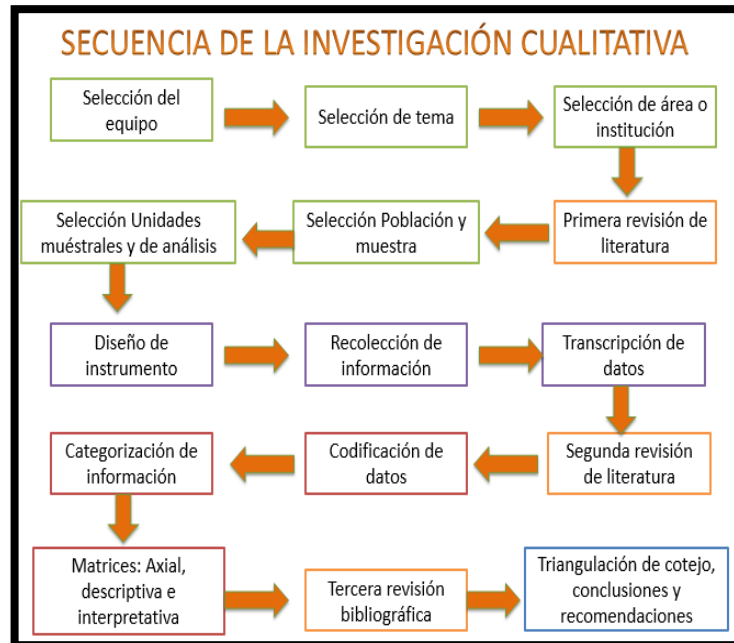 SECUENCIA DE LA INVESTIGACIÓN CUALITATIVA
Selección del
equipo
Selección de tema
Selección de área o
institución
Primera revisión de
literatura
Selección Población y
muestra
Selección Unidades
muéstrales y de análisis
Diseño de
instrumento
Recolección de
información
Transcripción de
datos
Segunda revisión
de literatura
Codificación de
datos
Categorización de
información
Matrices: Axial,
descriptiva e
interpretativa
Tercera revisión
bibliográfica
Triangulación de cotejo,
conclusiones y
recomendaciones